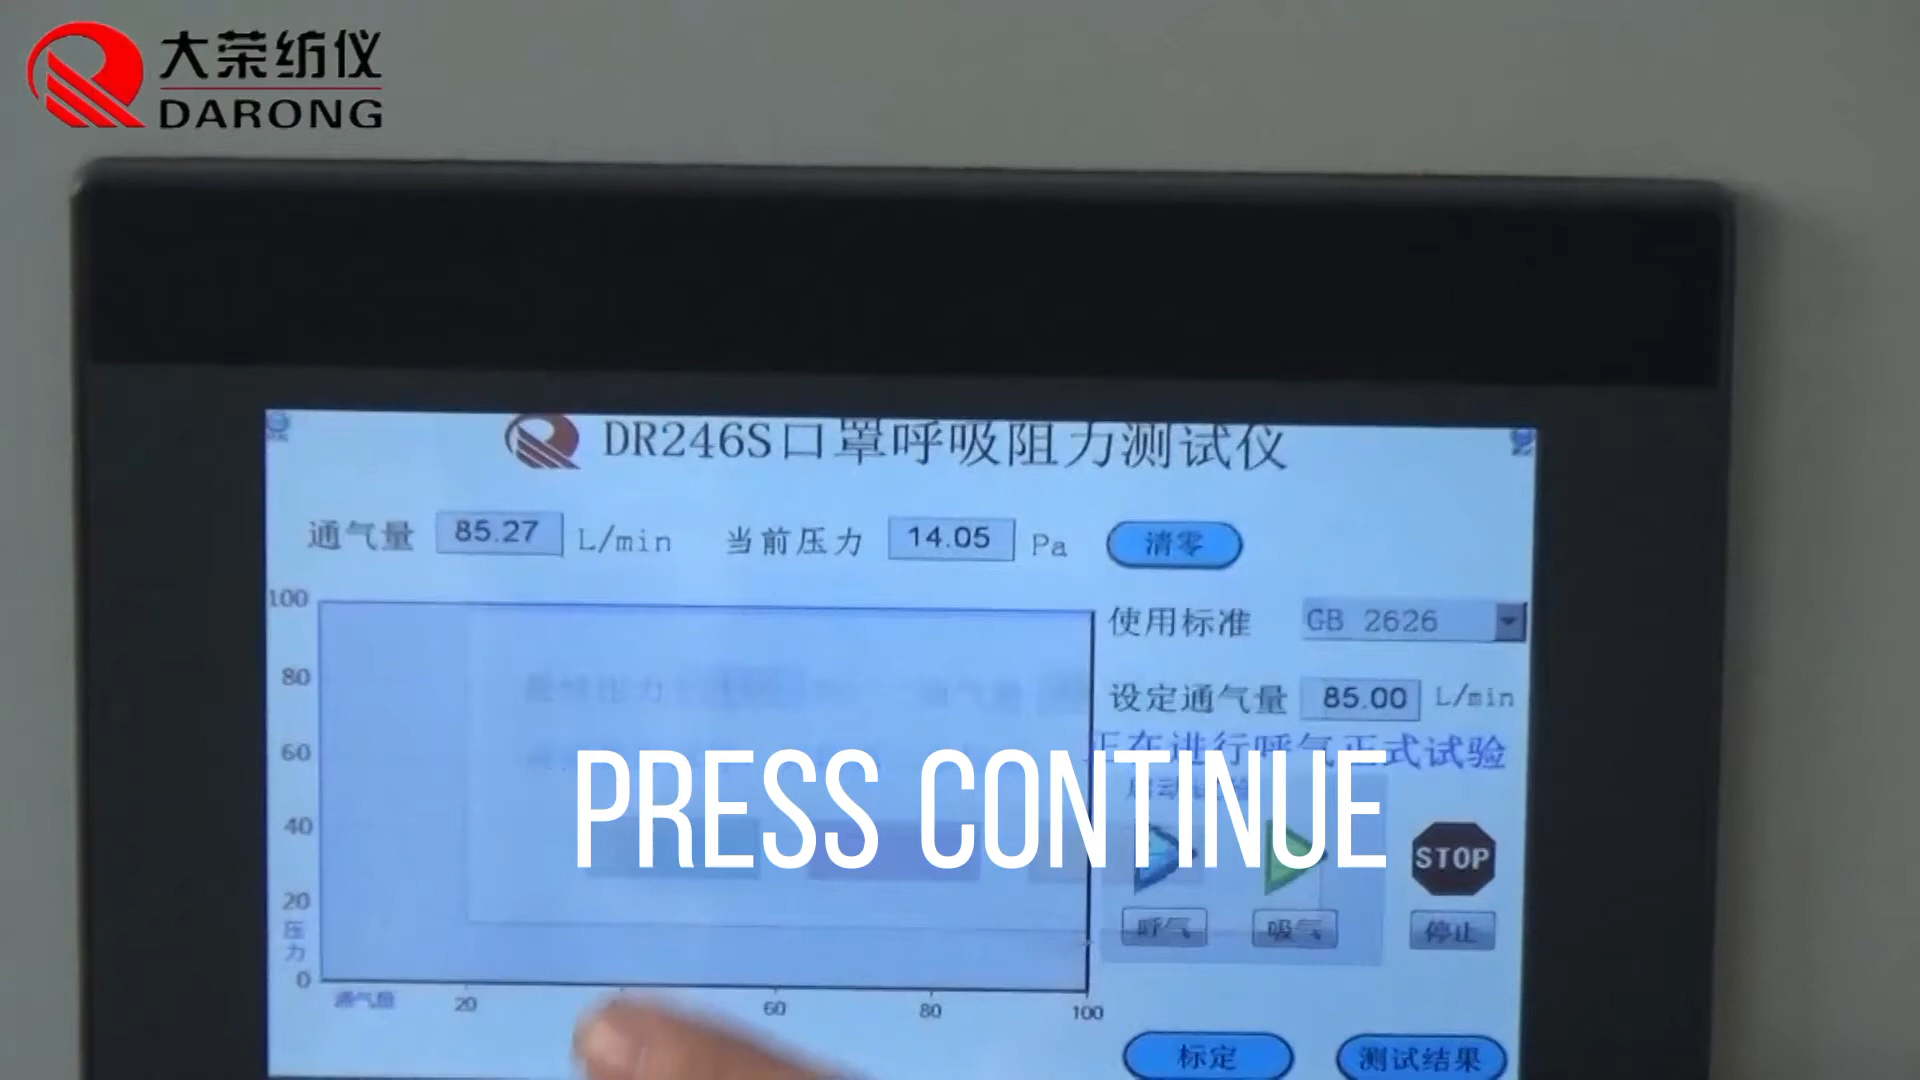 大荣纺仪
DARONG
DR246S口罩呼吸阻力测试仪
通气量 85.27 L/min 当前压力 14.05 Pa 清零
100
80
60
40
20
压力
0
通气量 20 60 80 100
使用标准 GB 2626
设定通气量 85.00 L/min
正在进行呼气正式试验
PRESS CONTINUE
STOP
呼气 吸气 停止
标定 测试结果